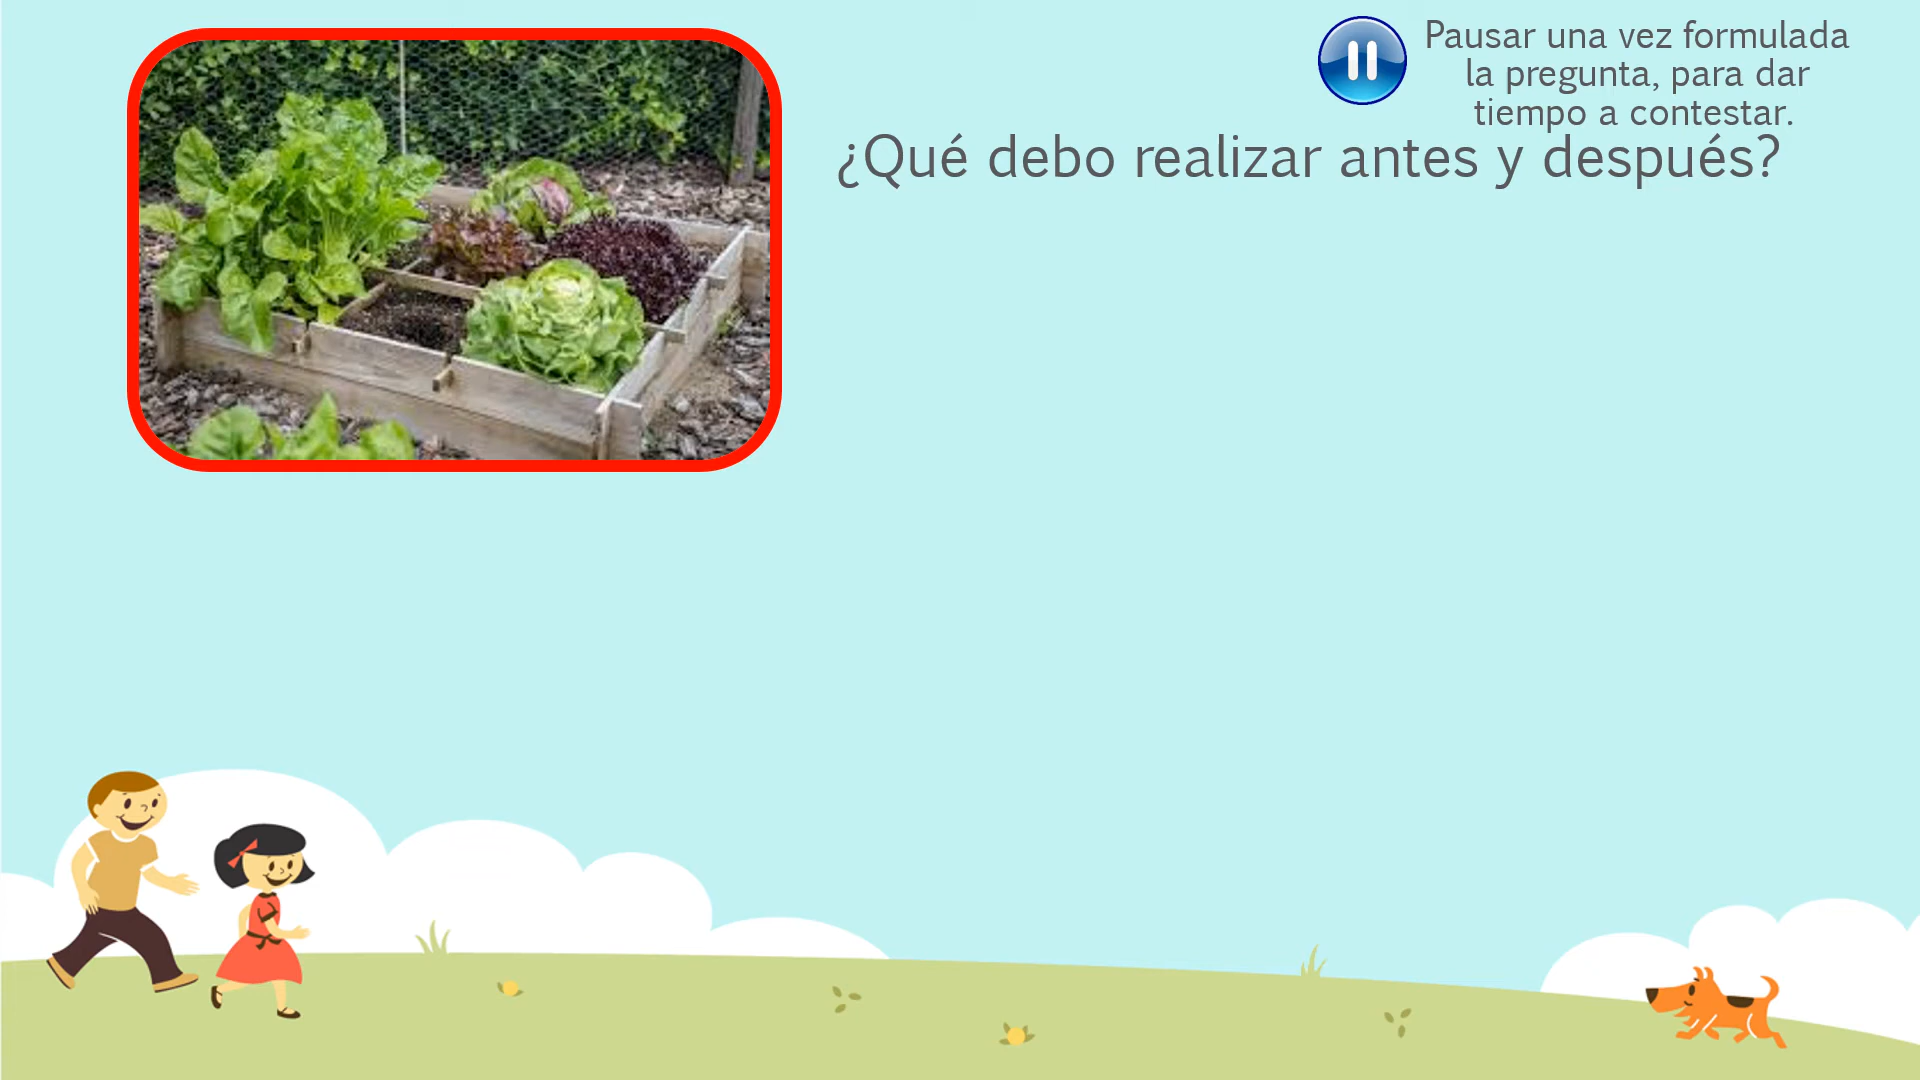 Pausar una vez formulada
la pregunta, para dar
tiempo a contestar.
¿Qué debo realizar antes y después?